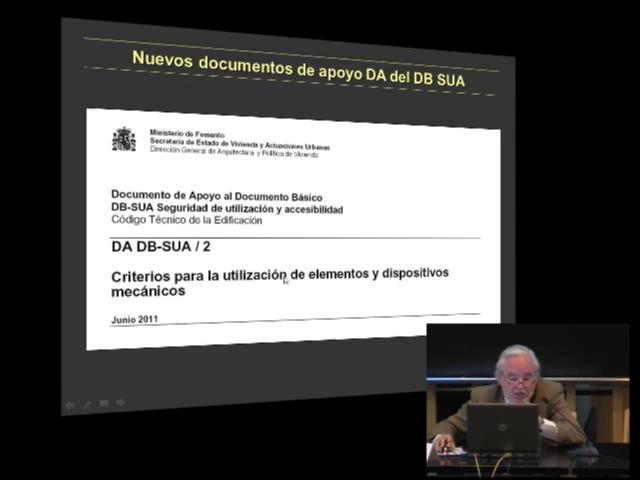 Nuevos documentos de apoyo DA del DB SUA
Ministerio de Fomento
Secretaría de Estado de Vivienda y Actuaciones Urbanas
Dirección General de Arquitectura y Política de Vivienda
Documento de Apoyo al Documento Básico
DB-SUA Seguridad de utilización y accesibilidad
Código Técnico de la Edificación
DA DB-SUA / 2
Criterios para la utilización de elementos y dispositivos
mecánicos
Junio 2011